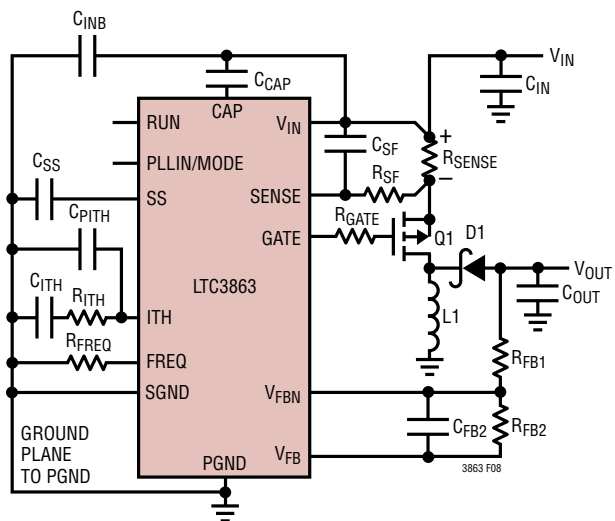 CINB
CCAP
CAP
VIN
CIN
RUN
VIN
CSF
+
RSENSE
−
PLLIN/MODE
RSF
CSS
SS
SENSE
CPITH
RGATE
GATE
Q1
D1
LTC3863
VOUT
COUT
CITH
RITH
ITH
L1
RFREQ
FREQ
RFB1
SGND
VFBN
GROUND
PLANE
TO PGND
CFB2
RFB2
VFB
PGND
3863 F08